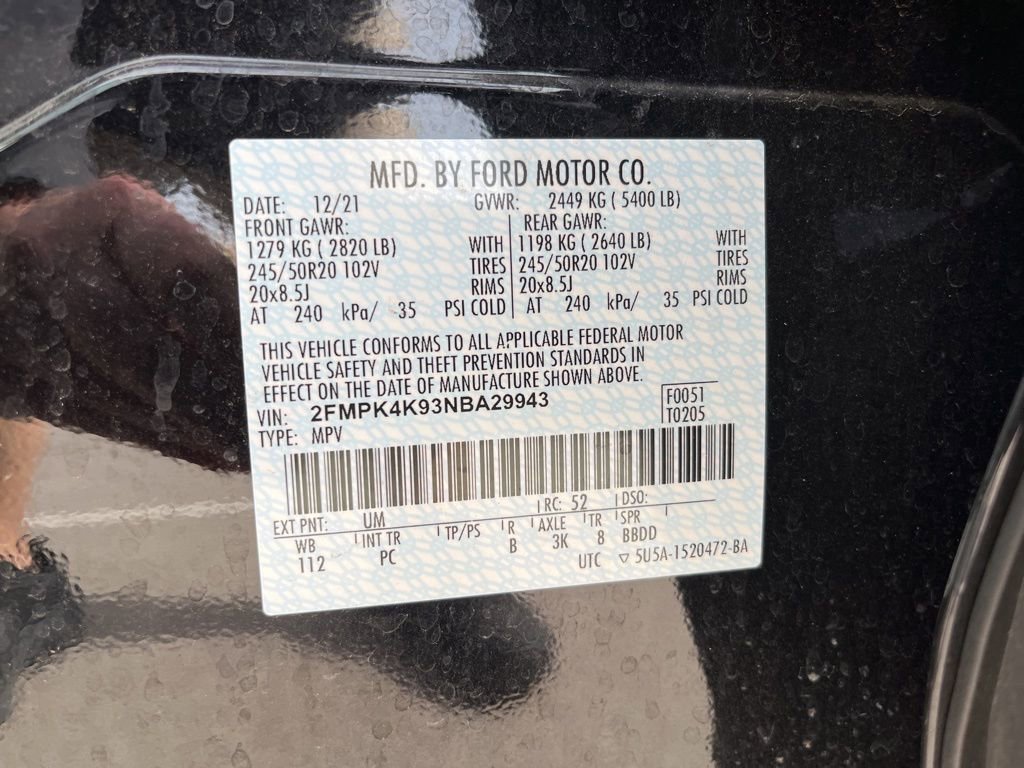 MFD. BY FORD MOTOR CO.
DATE: 12/21 GVWR: 2449 KG ( 5400 LB)
FRONT GAWR: REAR GAWR:
1279 KG ( 2820 LB) WITH 1198 KG ( 2640 LB) WITH
245/50R20 102V TIRES 245/50R20 102V TIRES
20x8.5J RIMS 20x8.5J RIMS
AT 240 kPa/ 35 PSI COLD AT 240 kPa/ 35 PSI COLD
THIS VEHICLE CONFORMS TO ALL APPLICABLE FEDERAL MOTOR
VEHICLE SAFETY AND THEFT PREVENTION STANDARDS IN
EFFECT ON THE DATE OF MANUFACTURE SHOWN ABOVE.
VIN: 2FMPK4K93NBA29943 F0051
TYPE: MPV T0205
EXT PNT: UM RC: 52 DSO:
WB INT TR TP/PS R AXLE TR SPR
112 PC B 3K 8 BBDD
UTC ▽ 5U5A-1520472-BA